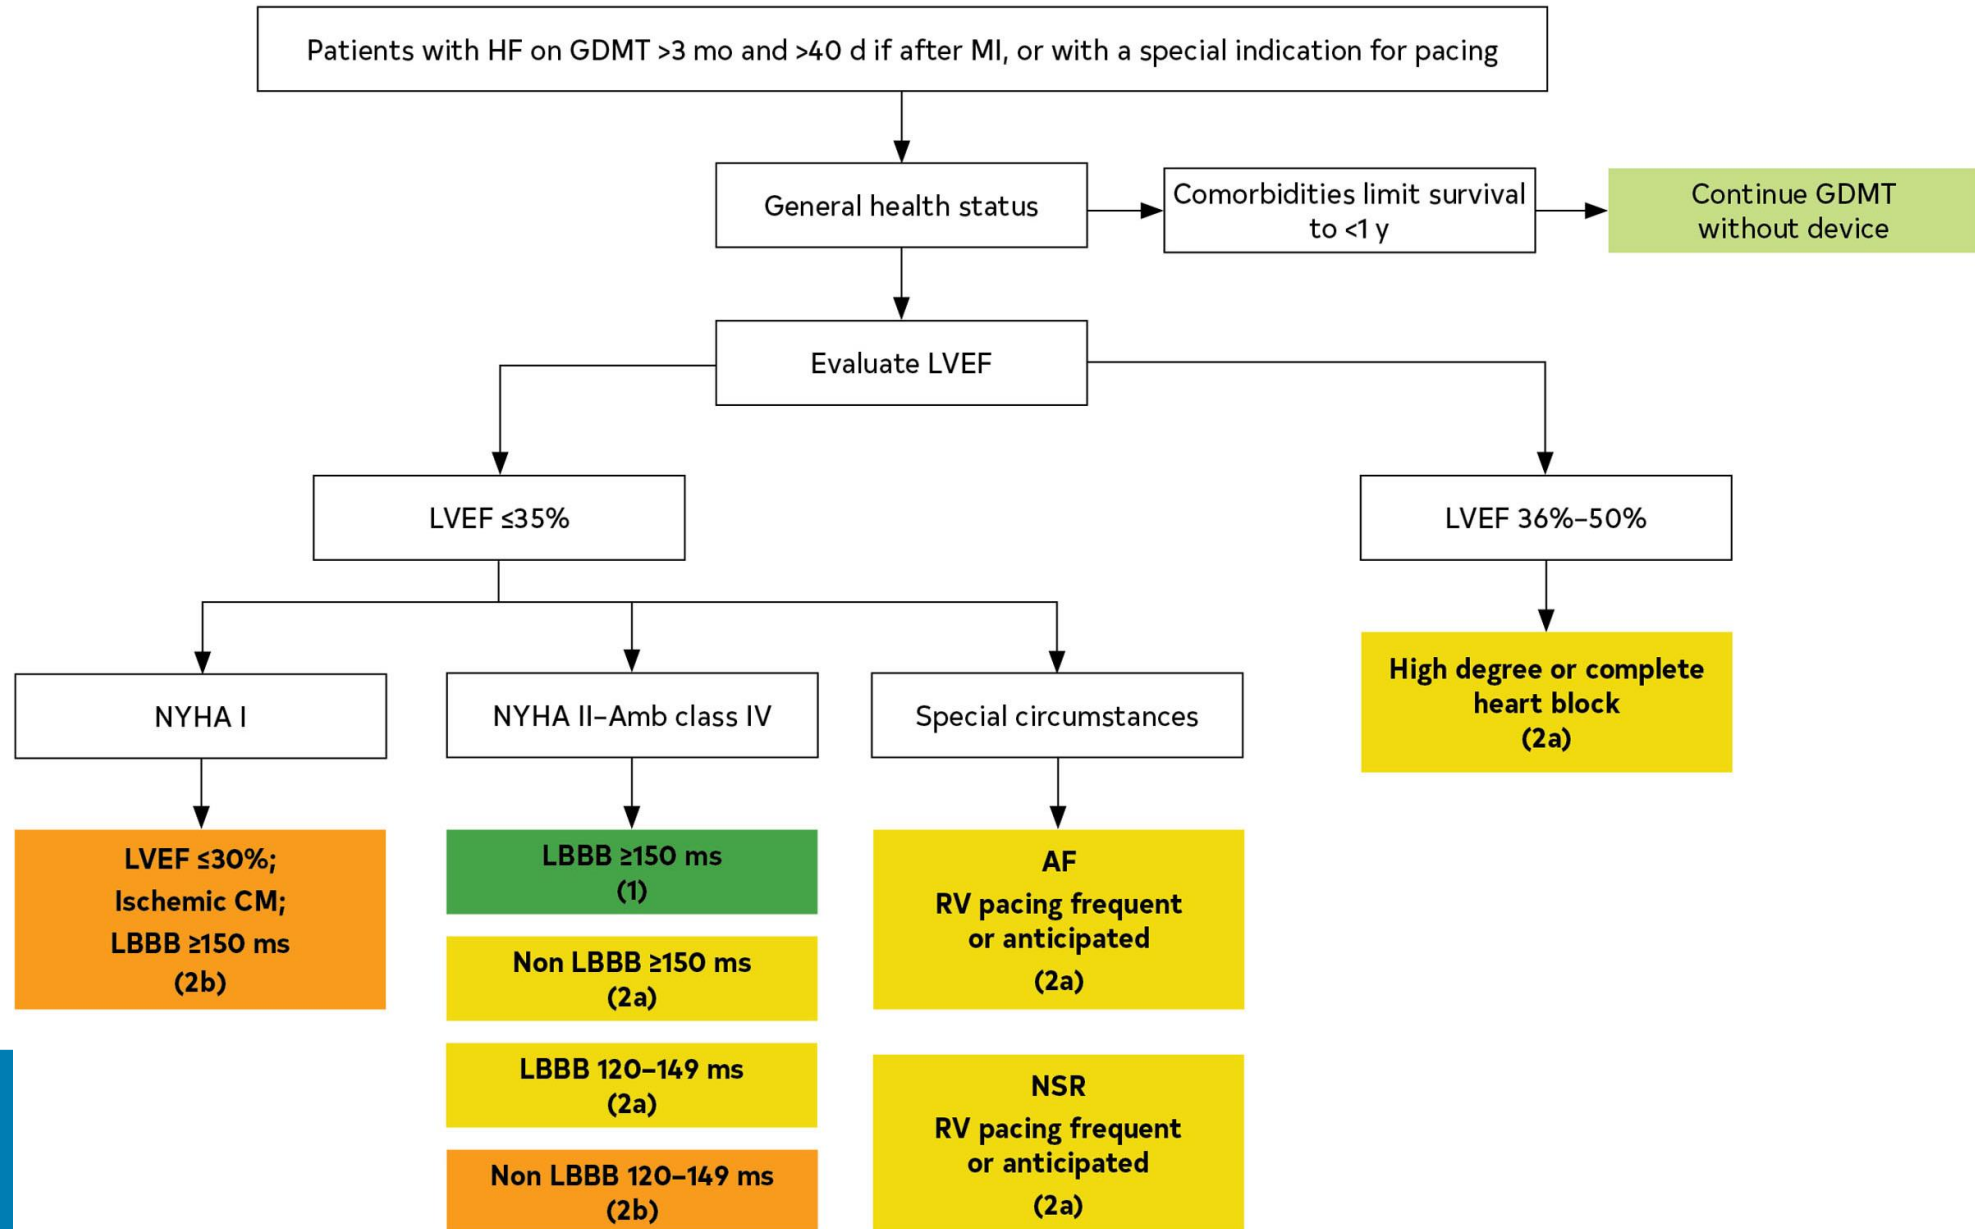 Patients with HF on GDMT >3 mo and >40 d if after MI, or with a special indication for pacing
General health status
Comorbidities limit survival
to <1 y
Continue GDMT
without device
Evaluate LVEF
LVEF ≤35%
LVEF 36%–50%
High degree or complete
heart block
(2a)
NYHA I
NYHA II–Amb class IV
Special circumstances
LVEF ≤30%;
Ischemic CM;
LBBB ≥150 ms
(2b)
LBBB ≥150 ms
(1)
Non LBBB ≥150 ms
(2a)
LBBB 120–149 ms
(2a)
Non LBBB 120–149 ms
(2b)
AF
RV pacing frequent
or anticipated
(2a)
NSR
RV pacing frequent
or anticipated
(2a)